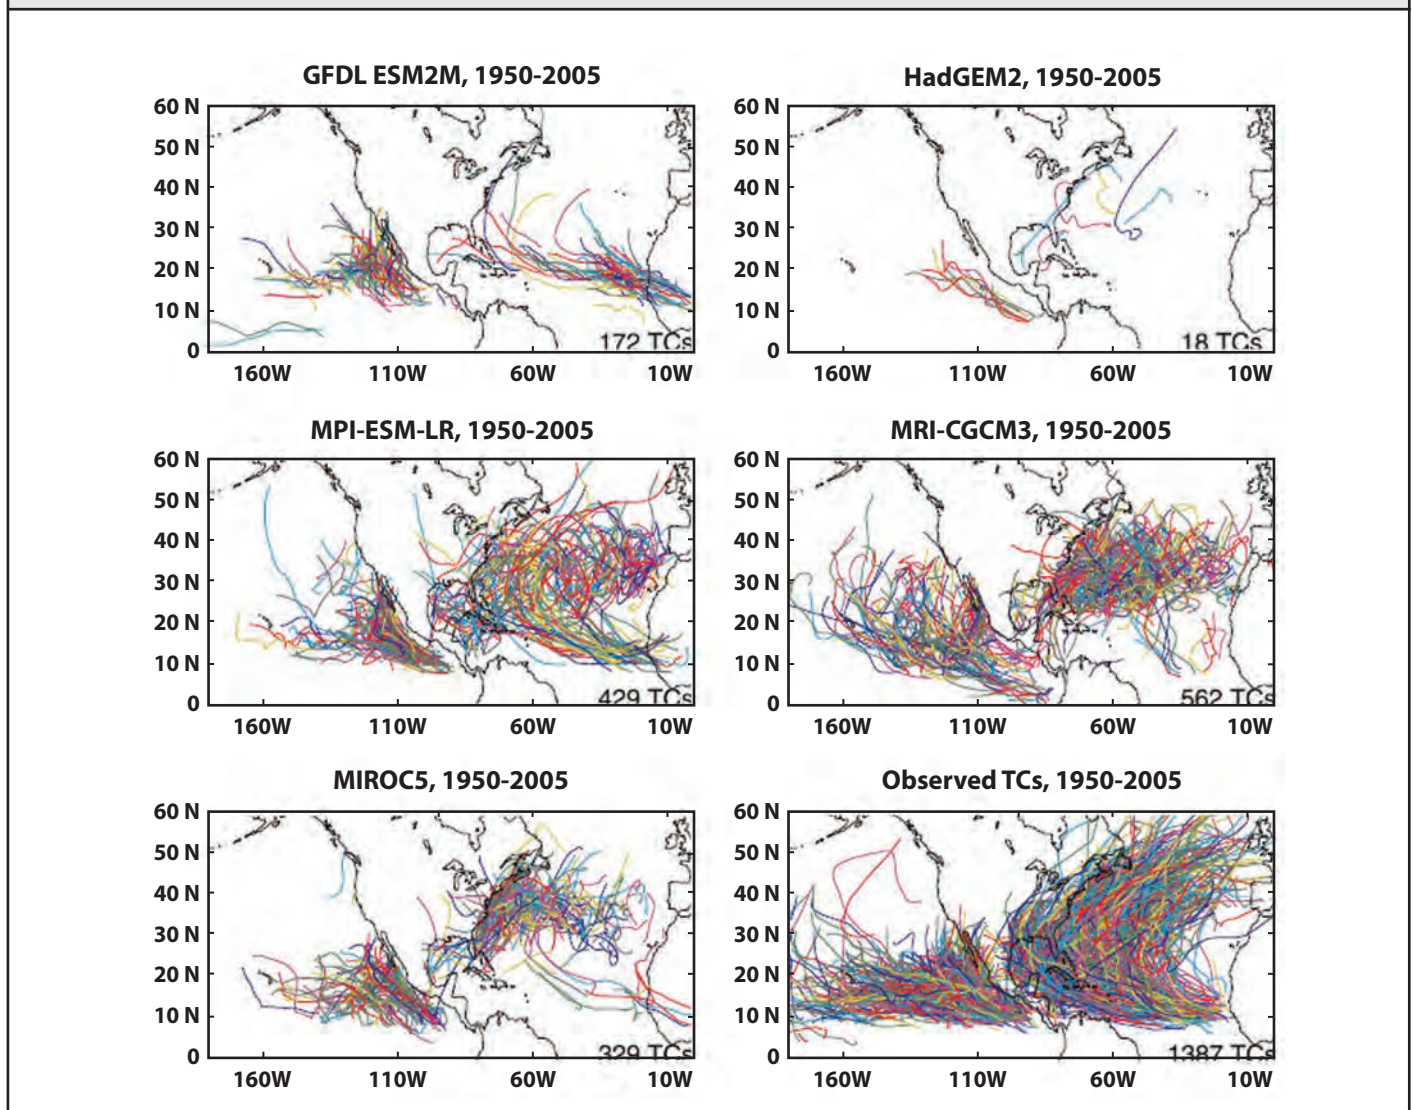 GFDL ESM2M, 1950-2005
60 N
50 N
40 N
30 N
20 N
10 N
0
172 TCs
160W 110W 60W 10W
HadGEM2, 1950-2005
60 N
50 N
40 N
30 N
20 N
10 N
0
18 TCs
160W 110W 60W 10W
MPI-ESM-LR, 1950-2005
60 N
50 N
40 N
30 N
20 N
10 N
0
429 TCs
160W 110W 60W 10W
MRI-CGCM3, 1950-2005
60 N
50 N
40 N
30 N
20 N
10 N
0
562 TCs
160W 110W 60W 10W
MIROC5, 1950-2005
60 N
50 N
40 N
30 N
20 N
10 N
0
329 TCs
160W 110W 60W 10W
Observed TCs, 1950-2005
60 N
50 N
40 N
30 N
20 N
10 N
0
1387 TCs
160W 110W 60W 10W